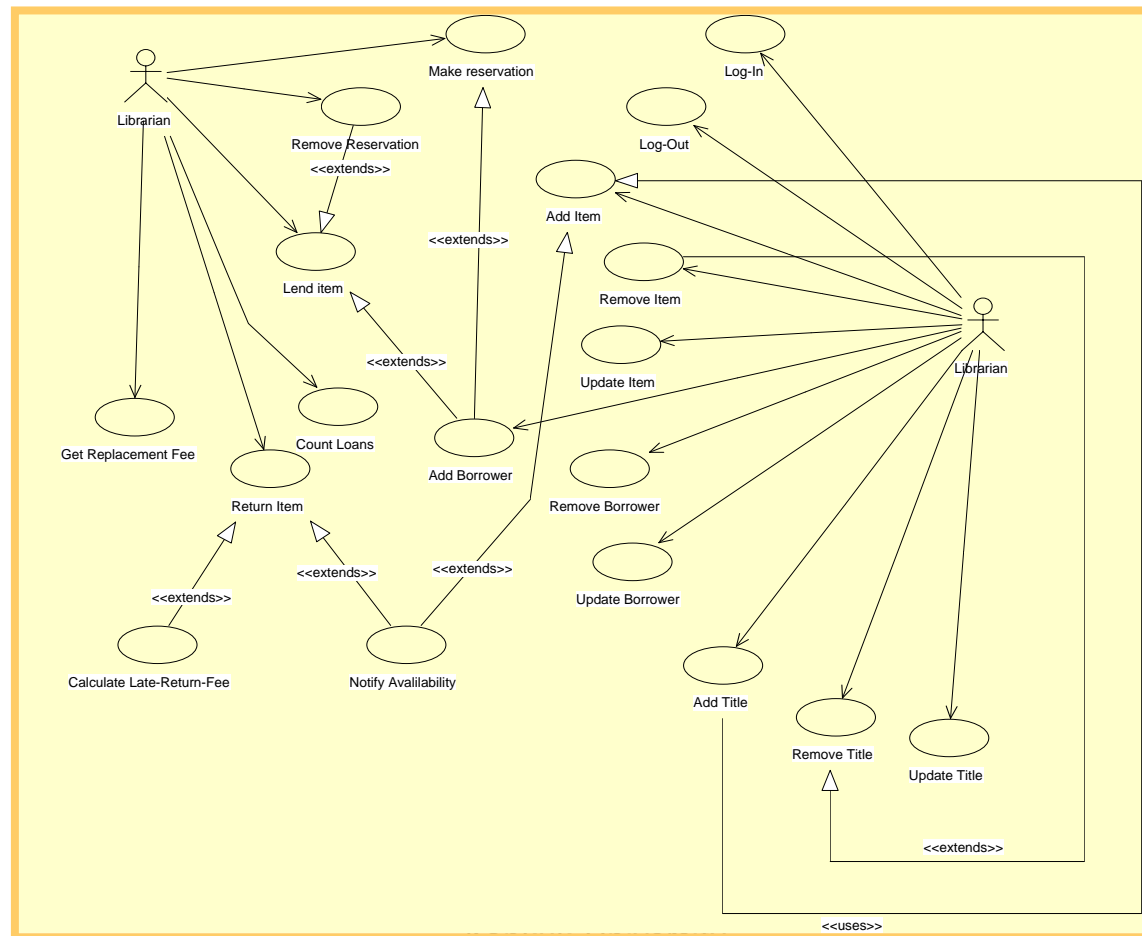 Make reservation
Log-In
Librarian
Remove Reservation
Log-Out
<<extends>>
Add Item
<<extends>>
Lend item
Remove Item
<<extends>>
Update Item
Librarian
Get Replacement Fee
Count Loans
Add Borrower
Return Item
Remove Borrower
<<extends>>
<<extends>>
<<extends>>
Update Borrower
Calculate Late-Return-Fee
Notify Avalilability
Add Title
Remove Title
Update Title
<<extends>>
<<uses>>